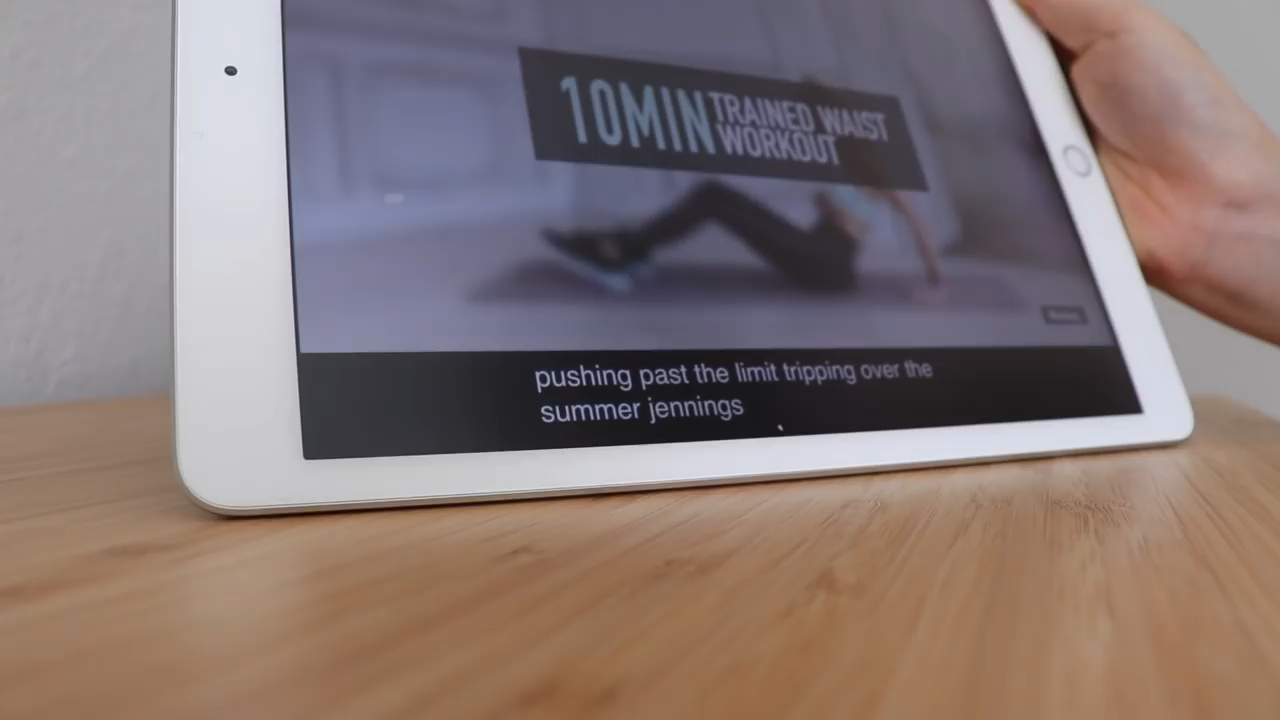 10MIN TRAINED WAIST
WORKOUT
pushing past the limit tripping over the
summer jennings